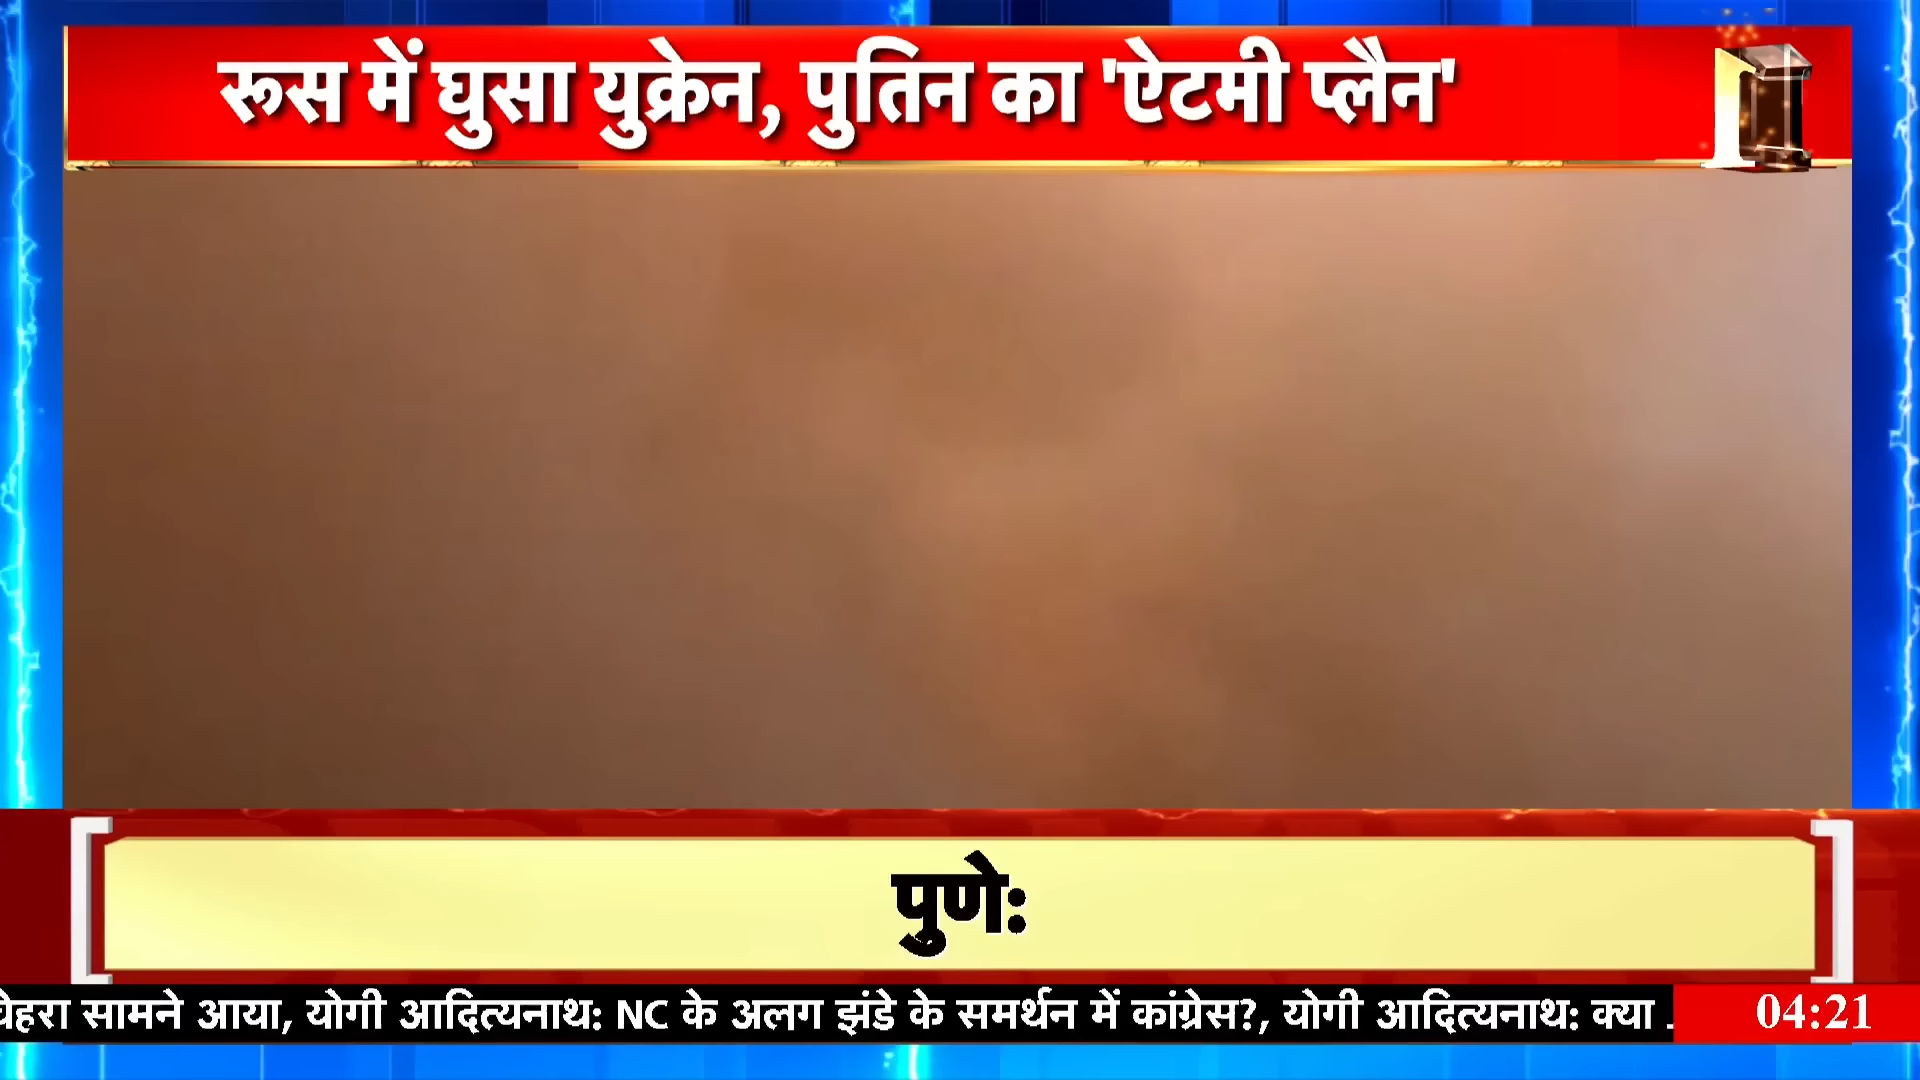 रूस में घुसा युक्रेन, पुतिन का 'ऐटमी प्लैन'
पुणेः
चेहरा सामने आया, योगी आदित्यनाथ: NC के अलग झंडे के समर्थन में कांग्रेस?, योगी आदित्यनाथ: क्या .
04:21